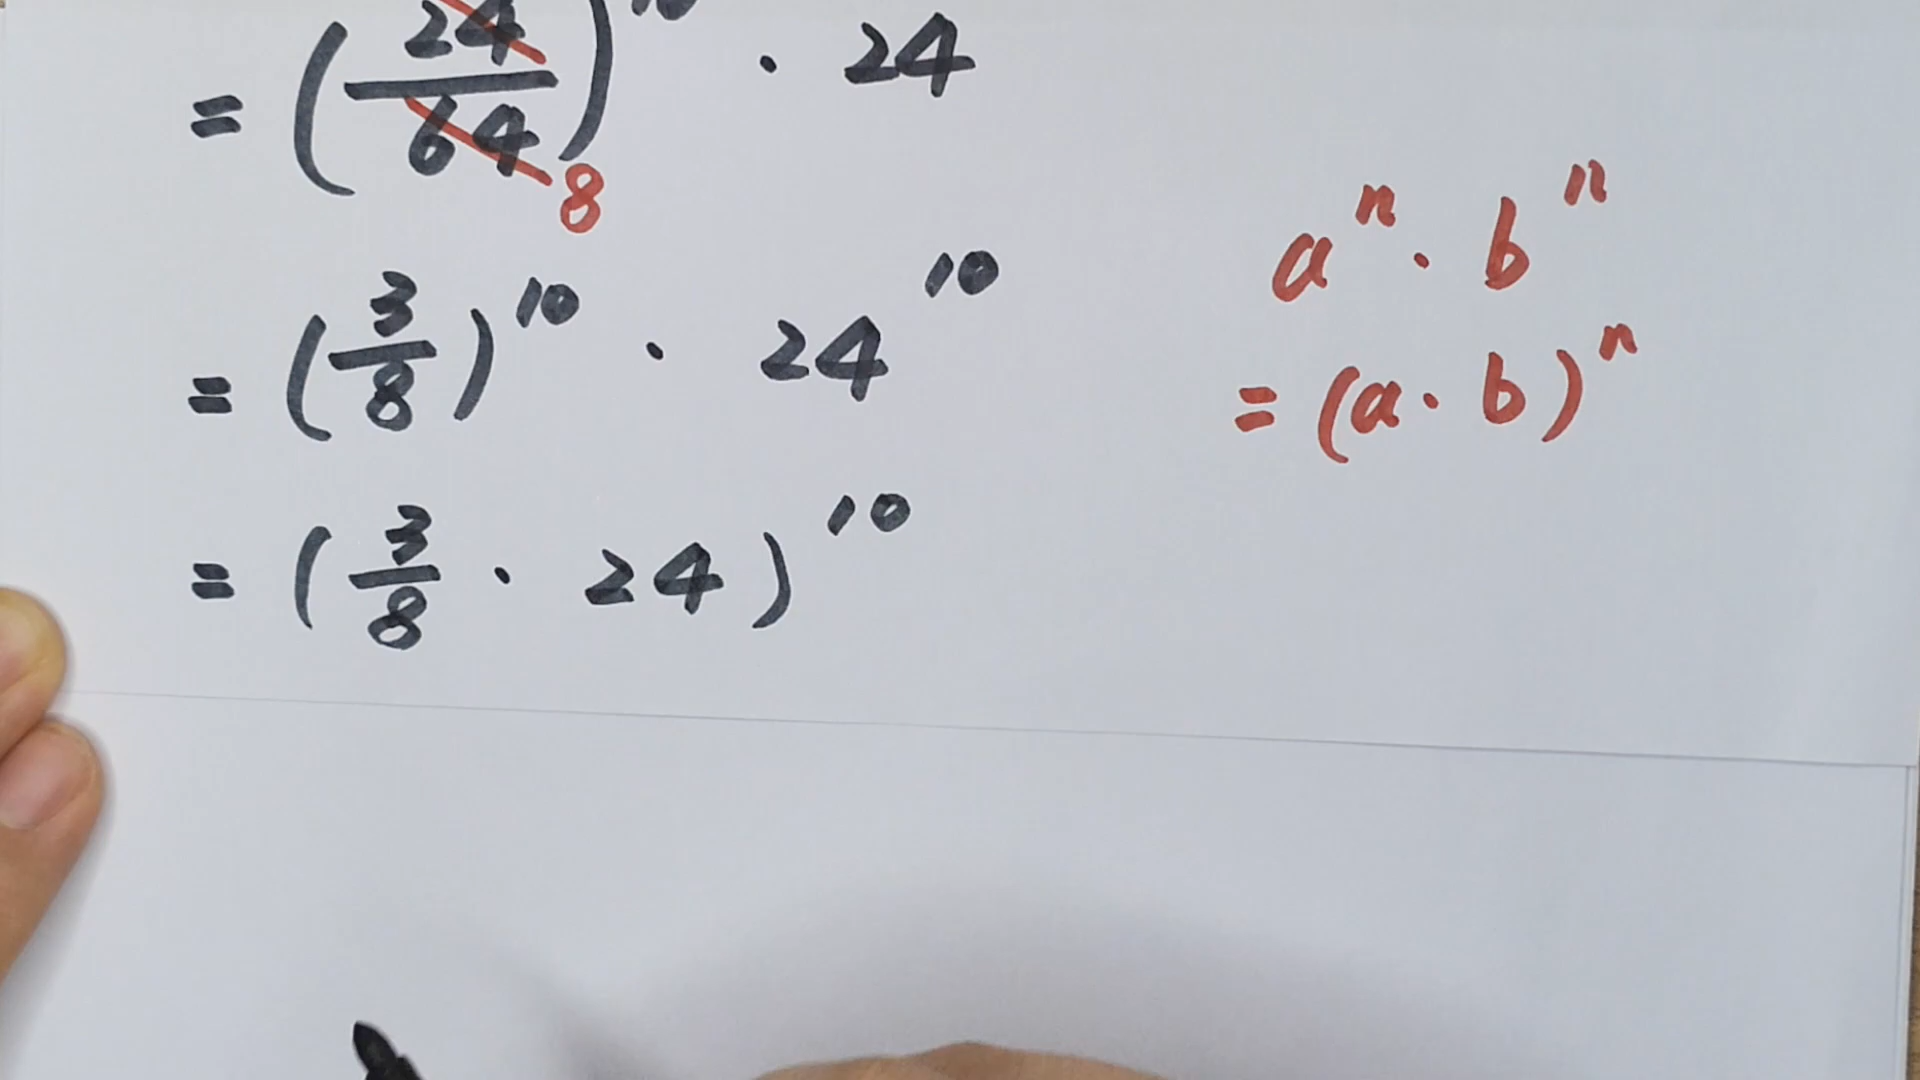 = (24/64)^10 · 24
8
= (3/8)^10 · 24^10
= (3/8 · 24)^10
a^n · b^n
= (a · b)^n